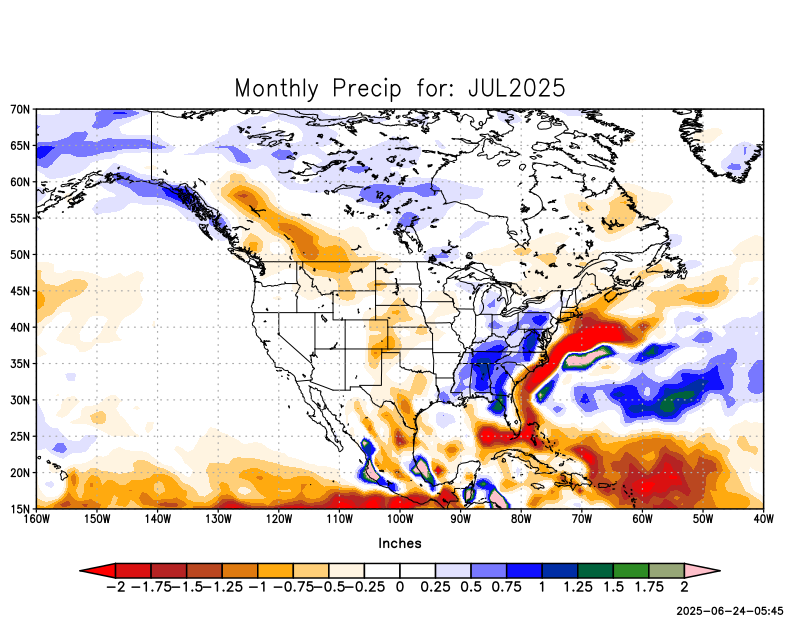 Monthly Precip for: JUL2025
70N
65N
60N
55N
50N
45N
40N
35N
30N
25N
20N
15N
160W 150W 140W 130W 120W 110W 100W 90W 80W 70W 60W 50W 40W
Inches
−2 −1.75 −1.5 −1.25 −1 −0.75 −0.5 −0.25 0 0.25 0.5 0.75 1 1.25 1.5 1.75 2
2025-06-24-05:45